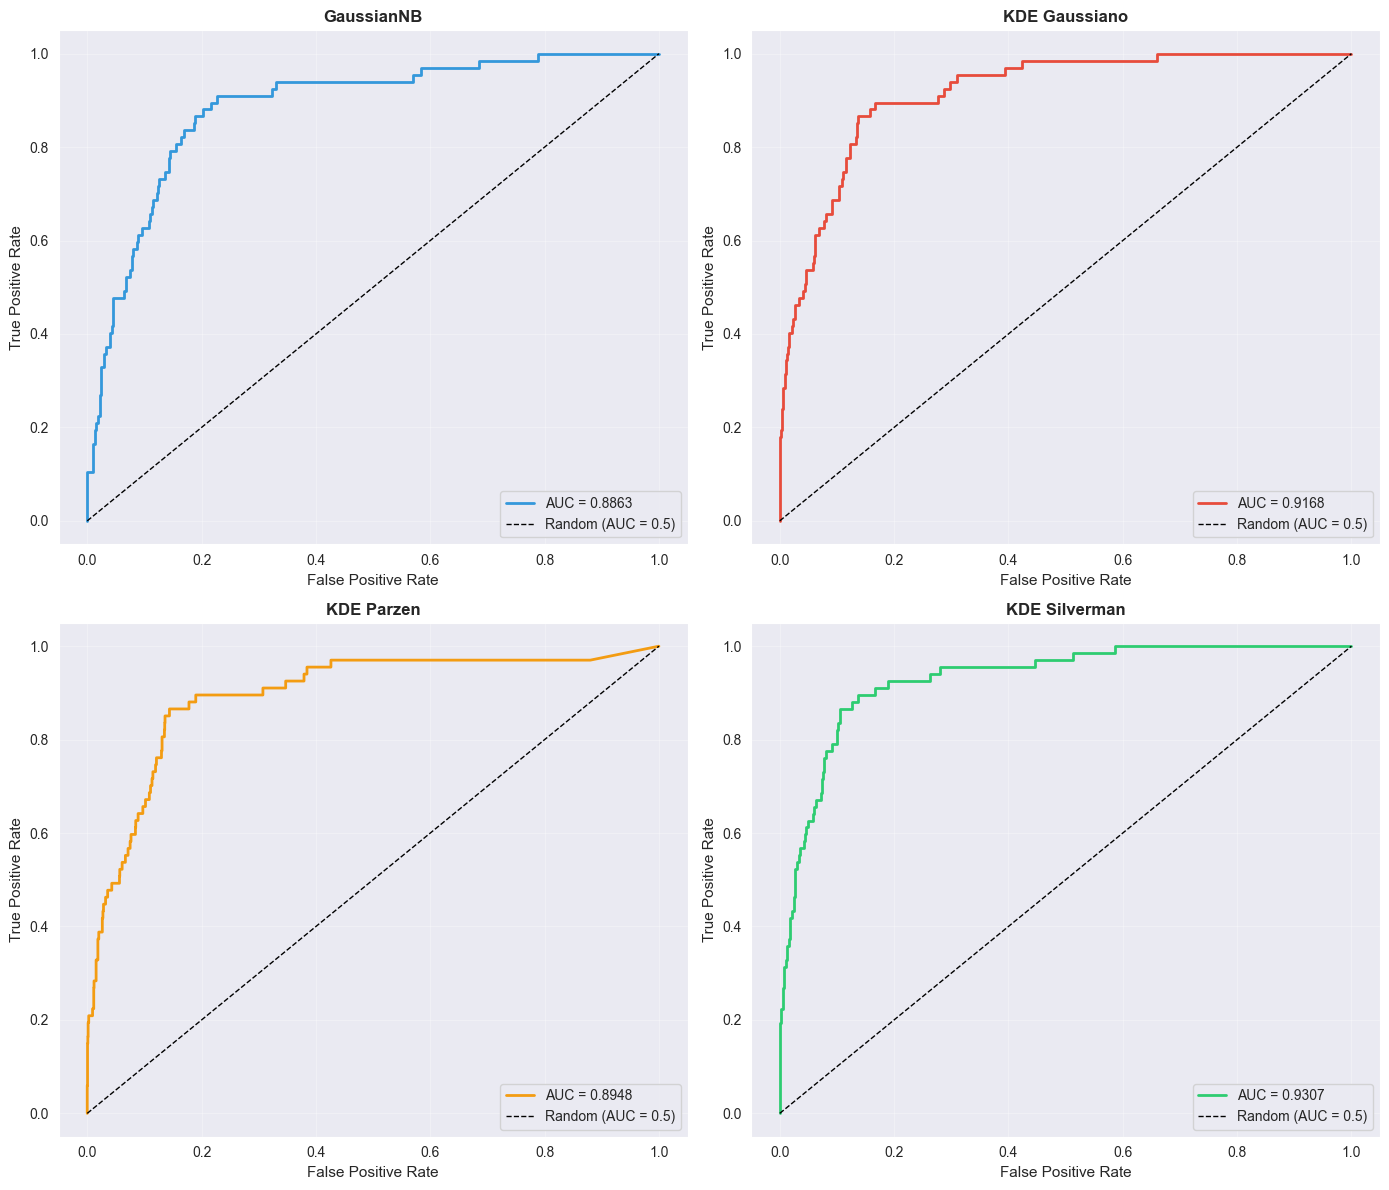 GaussianNB
1.0
0.8
0.6
0.4
0.2
0.0
True Positive Rate
AUC = 0.8863
Random (AUC = 0.5)
0.0 0.2 0.4 0.6 0.8 1.0
False Positive Rate
KDE Gaussiano
1.0
0.8
0.6
0.4
0.2
0.0
True Positive Rate
AUC = 0.9168
Random (AUC = 0.5)
0.0 0.2 0.4 0.6 0.8 1.0
False Positive Rate
KDE Parzen
1.0
0.8
0.6
0.4
0.2
0.0
True Positive Rate
AUC = 0.8948
Random (AUC = 0.5)
0.0 0.2 0.4 0.6 0.8 1.0
False Positive Rate
KDE Silverman
1.0
0.8
0.6
0.4
0.2
0.0
True Positive Rate
AUC = 0.9307
Random (AUC = 0.5)
0.0 0.2 0.4 0.6 0.8 1.0
False Positive Rate